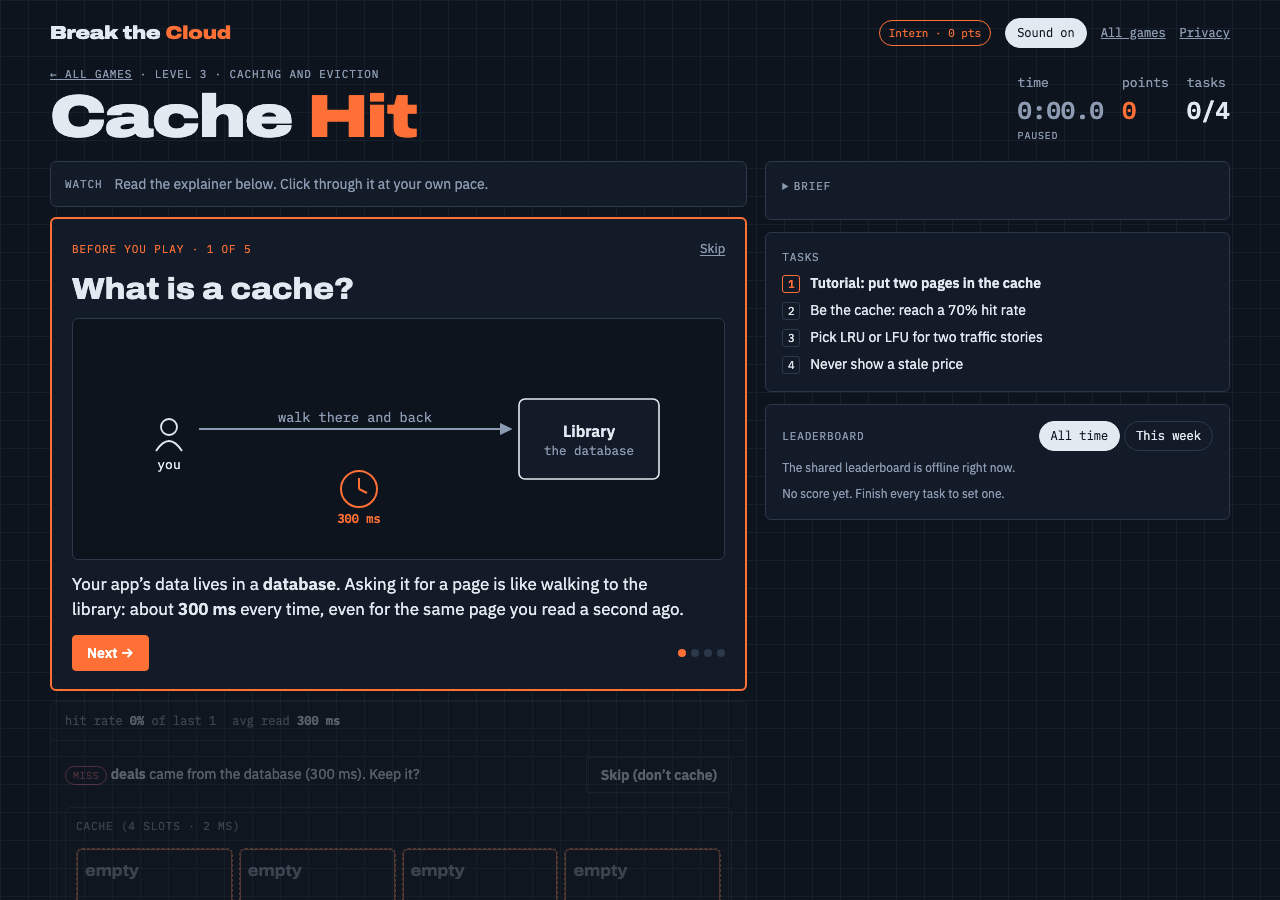 Break the Cloud
Intern · 0 pts
Sound on
All games
Privacy
← ALL GAMES · LEVEL 3 · CACHING AND EVICTION
Cache Hit
time
0:00.0
PAUSED
points
0
tasks
0/4
WATCH Read the explainer below. Click through it at your own pace.
BEFORE YOU PLAY · 1 OF 5
Skip
What is a cache?
you
walk there and back
300 ms
Library
the database
Your app’s data lives in a database. Asking it for a page is like walking to the
library: about 300 ms every time, even for the same page you read a second ago.
Next →
hit rate 0% of last 1 avg read 300 ms
MISS deals came from the database (300 ms). Keep it?
Skip (don’t cache)
CACHE (4 SLOTS · 2 MS)
empty
empty
empty
empty
BRIEF
TASKS
1 Tutorial: put two pages in the cache
2 Be the cache: reach a 70% hit rate
3 Pick LRU or LFU for two traffic stories
4 Never show a stale price
LEADERBOARD
All time
This week
The shared leaderboard is offline right now.
No score yet. Finish every task to set one.